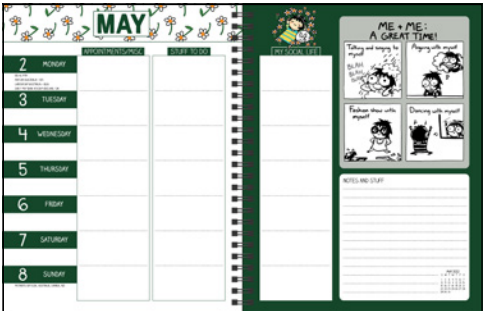 MAY
APPOINTMENTS/MISC
STUFF TO DO
2 MONDAY
3 TUESDAY
4 WEDNESDAY
5 THURSDAY
6 FRIDAY
7 SATURDAY
8 SUNDAY
MY SOCIAL LIFE
ME + ME:
A GREAT TIME!
Talking and singing to
myself
BLAH
BLAH
Arguing with
myself
Fashion show with
myself
Dancing with myself
NOTES AND STUFF